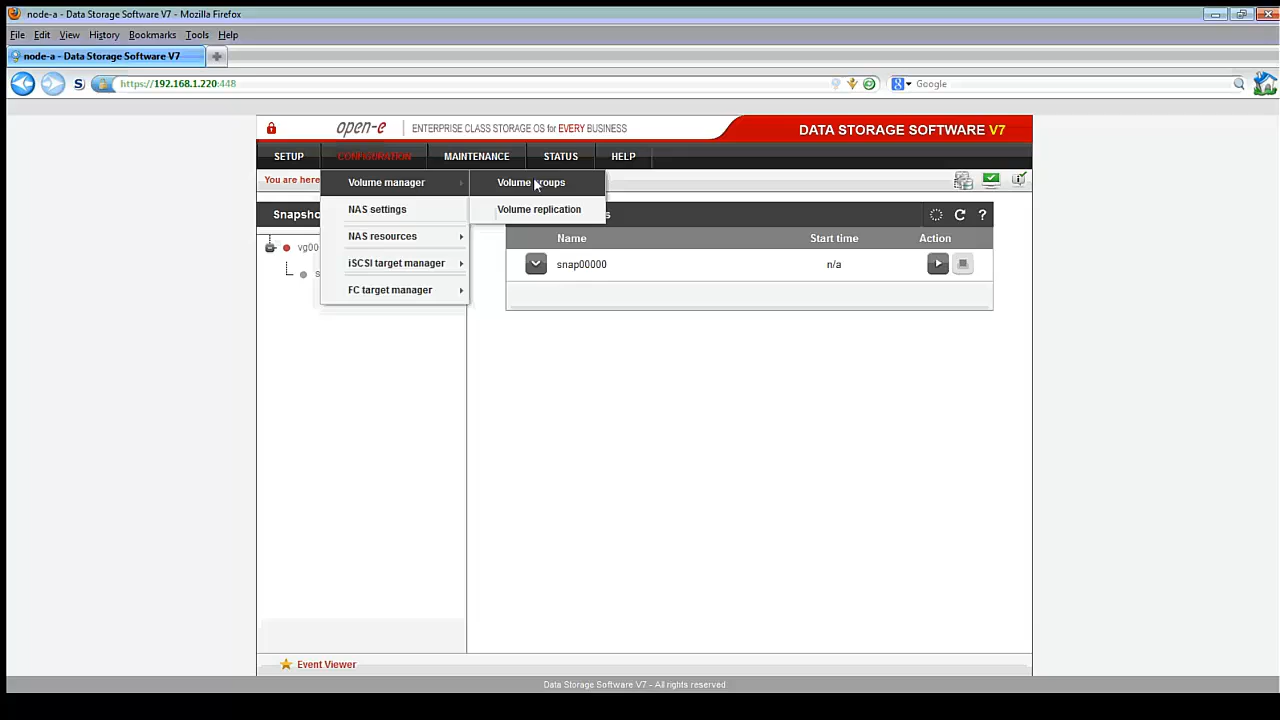 node-a - Data Storage Software V7 - Mozilla Firefox
File Edit View History Bookmarks Tools Help
node-a - Data Storage Software V7
https://192.168.1.220:448
Google
open-e ENTERPRISE CLASS STORAGE OS for EVERY BUSINESS
DATA STORAGE SOFTWARE V7
SETUP CONFIGURATION MAINTENANCE STATUS HELP
You are here
Volume manager
Volume groups
NAS settings
Volume replication
NAS resources
iSCSI target manager
FC target manager
Name Start time Action
snap00000 n/a
Event Viewer
Data Storage Software V7 - All rights reserved